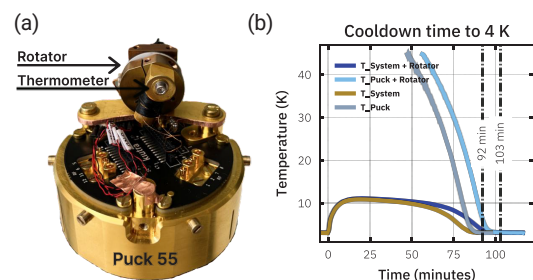 (a)
Rotator
Thermometer
Puck 55
(b)
Cooldown time to 4 K
Temperature (K)
40
30
20
10
T_System + Rotator
T_Puck + Rotator
T_System
T_Puck
92 min
103 min
0
25
50
75
100
Time (minutes)